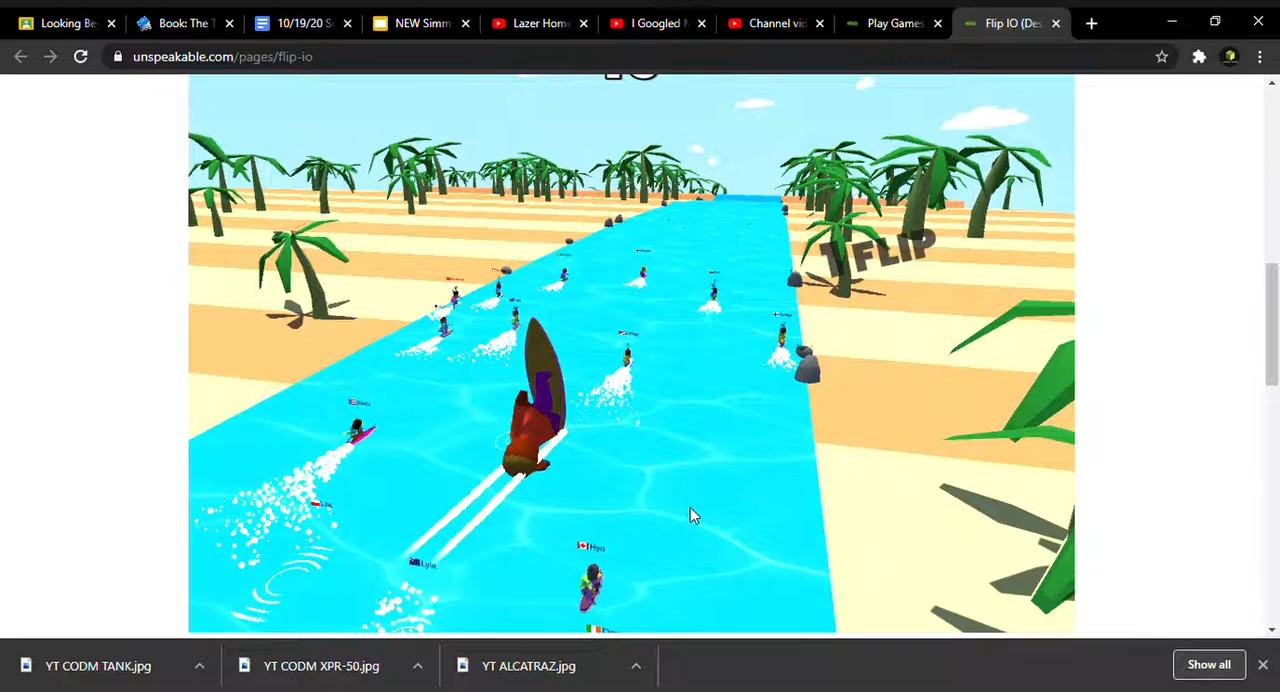 Looking Be
Book: The T
10/19/20 S
NEW Simm
Lazer Hom
I Googled
Channel vi
Play Games
Flip IO (De
unspeakable.com/pages/flip-io
FLIP
Lyle
Hyo
YT CODM TANK.jpg
YT CODM XPR-50.jpg
YT ALCATRAZ.jpg
Show all